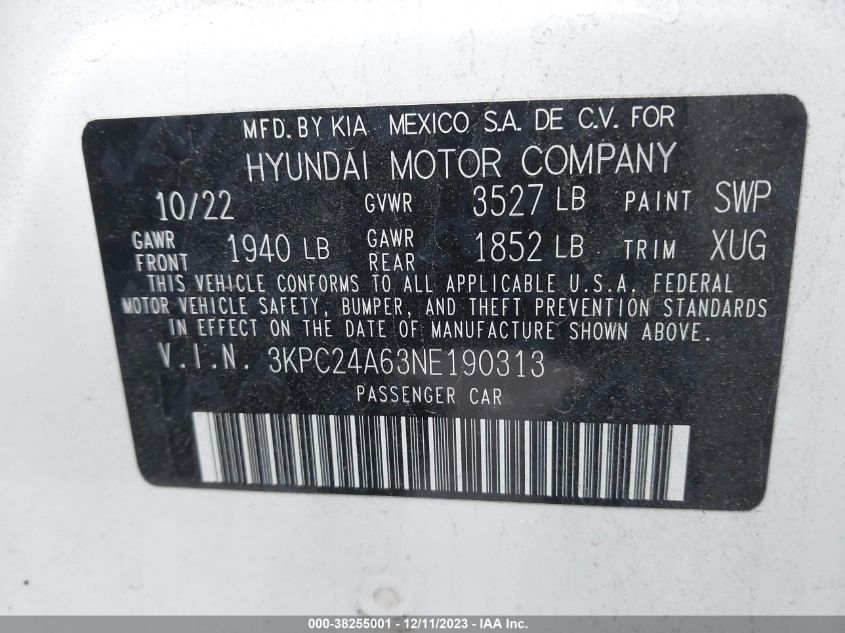 MFD. BY KIA MEXICO S.A. DE C.V. FOR
HYUNDAI MOTOR COMPANY
10/22 GVWR 3527 LB PAINT SWP
GAWR FRONT 1940 LB GAWR REAR 1852 LB TRIM XUG
THIS VEHICLE CONFORMS TO ALL APPLICABLE U.S.A. FEDERAL
MOTOR VEHICLE SAFETY, BUMPER, AND THEFT PREVENTION STANDARDS
IN EFFECT ON THE DATE OF MANUFACTURE SHOWN ABOVE.
V.I.N. 3KPC24A63NE190313
PASSENGER CAR
000-38255001 - 12/11/2023 - IAA Inc.